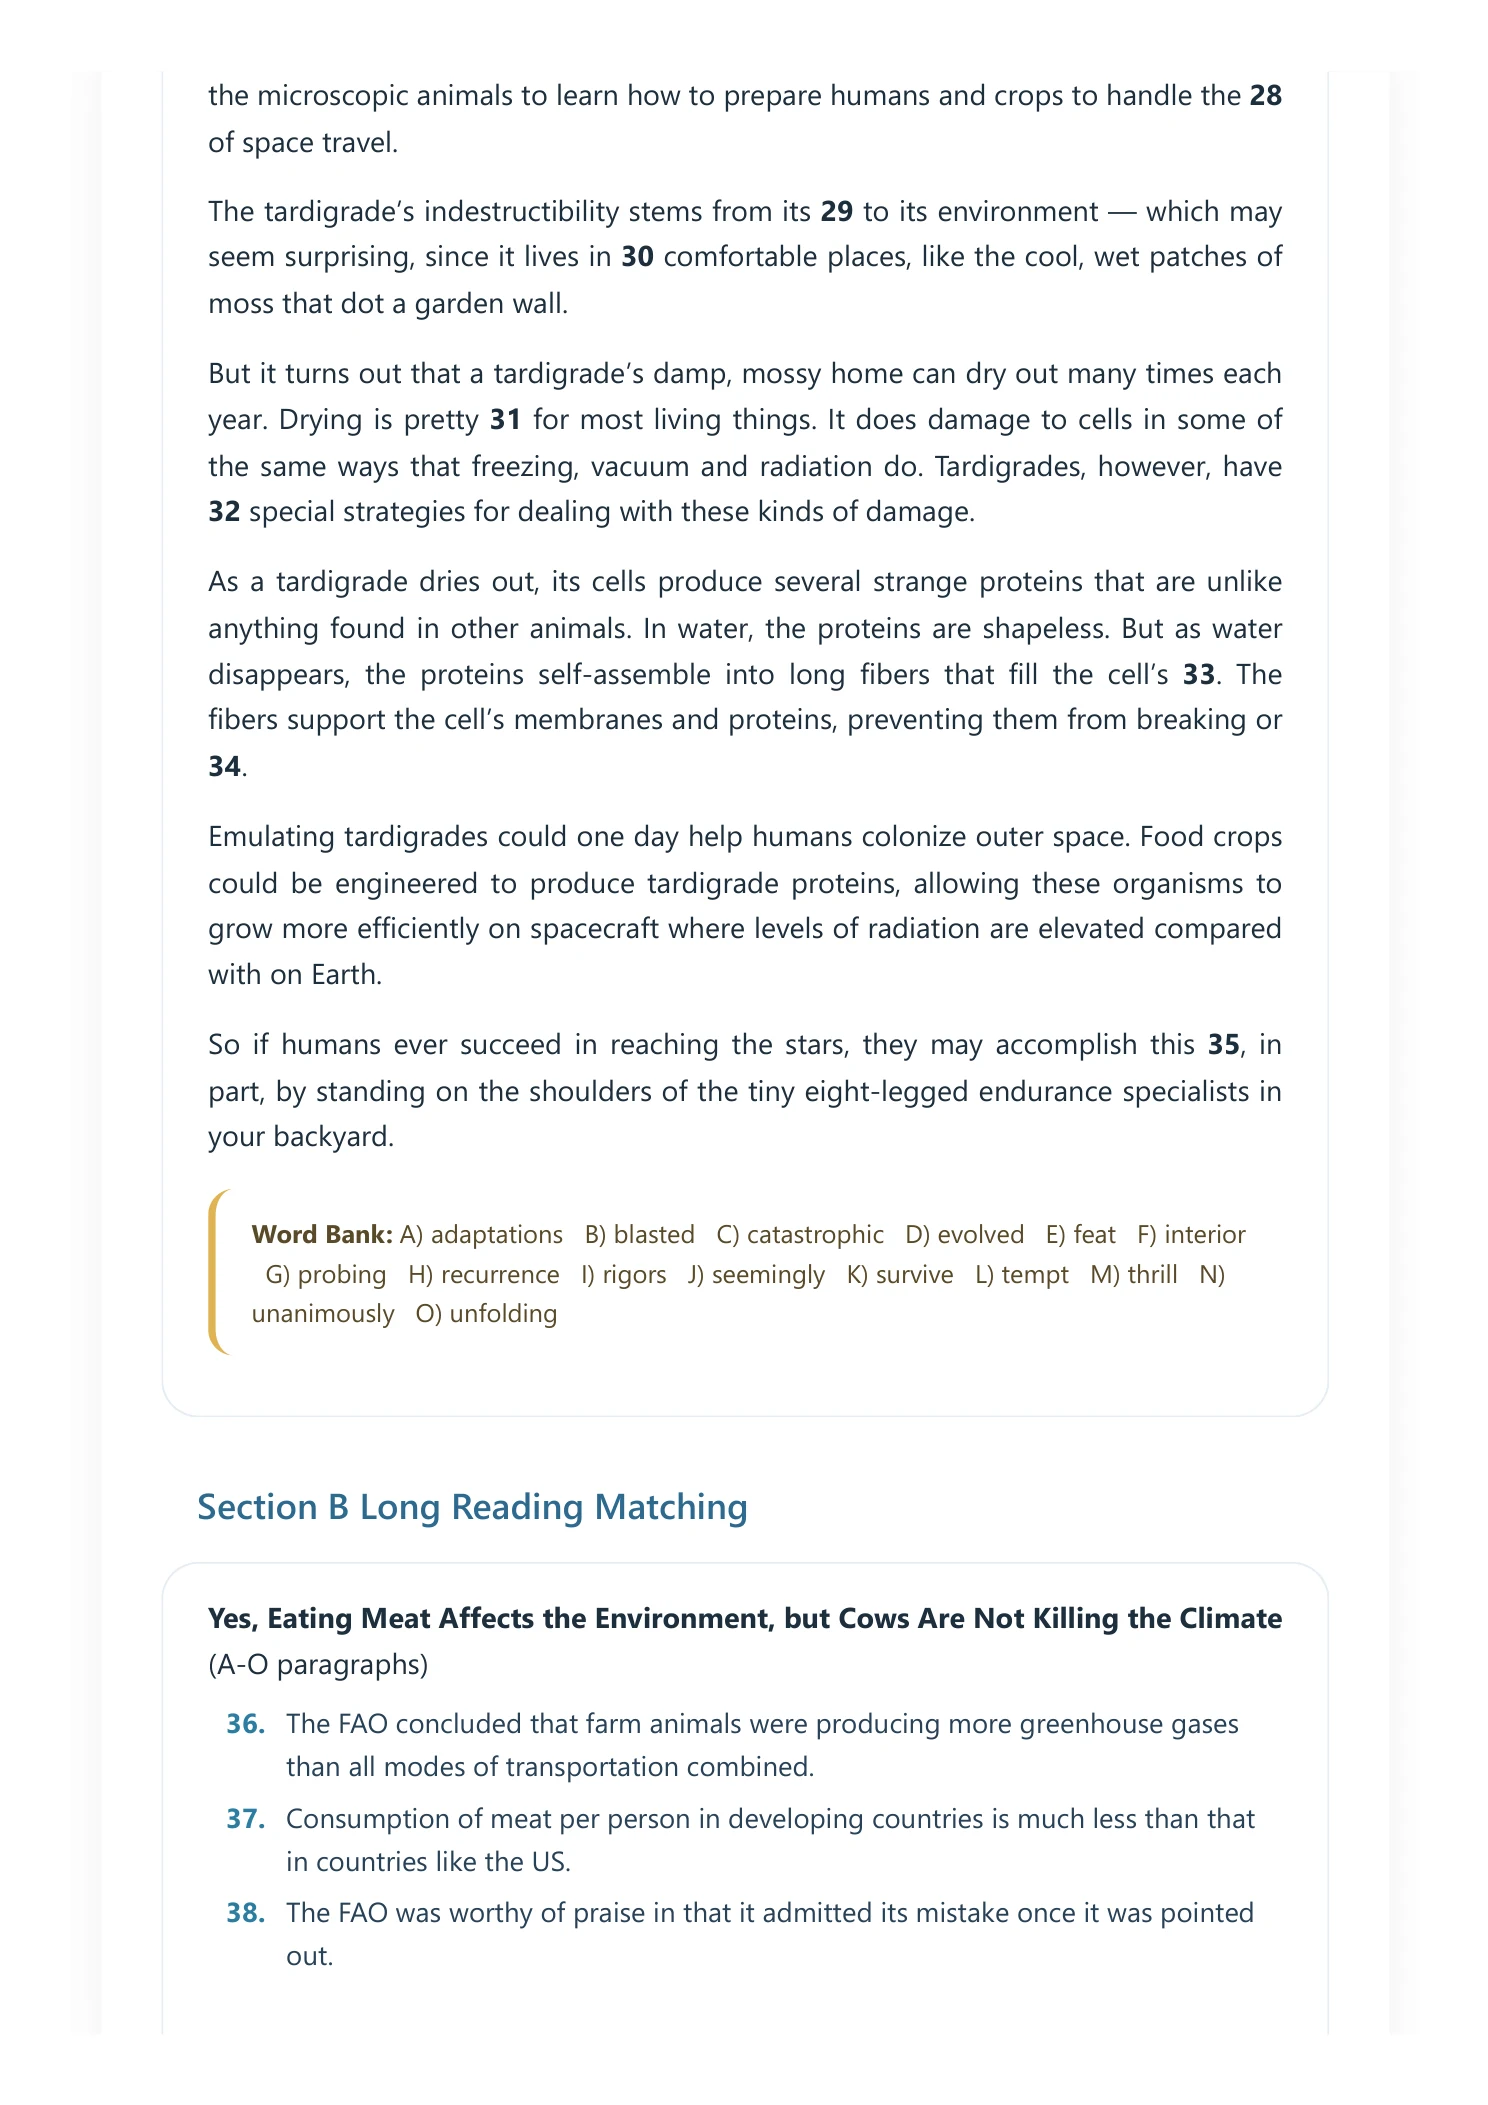 the microscopic animals to learn how to prepare humans and crops to handle the 28
of space travel.
The tardigrade‘s indestructibility stems from its 29 to its environment — which may
seem surprising, since it lives in 30 comfortable places, like the cool, wet patches of
moss that dot a garden wall.
But it turns out that a tardigrade’s damp, mossy home can dry out many times each
year. Drying is pretty 31 for most living things. It does damage to cells in some of
the same ways that freezing, vacuum and radiation do. Tardigrades, however, have
32 special strategies for dealing with these kinds of damage.
As a tardigrade dries out, its cells produce several strange proteins that are unlike
anything found in other animals. In water, the proteins are shapeless. But as water
disappears, the proteins self-assemble into long fibers that fill the cell’s 33. The
fibers support the cell’s membranes and proteins, preventing them from breaking or
34.
Emulating tardigrades could one day help humans colonize outer space. Food crops
could be engineered to produce tardigrade proteins, allowing these organisms to
grow more efficiently on spacecraft where levels of radiation are elevated compared
with on Earth.
So if humans ever succeed in reaching the stars, they may accomplish this 35, in
part, by standing on the shoulders of the tiny eight-legged endurance specialists in
your backyard.
Word Bank: A) adaptations B) blasted C) catastrophic D) evolved E) feat F) interior
G) probing H) recurrence I) rigors J) seemingly K) survive L) tempt M) thrill N)
unanimously O) unfolding
Section B Long Reading Matching
Yes, Eating Meat Affects the Environment, but Cows Are Not Killing the Climate
(A-O paragraphs)
36. The FAO concluded that farm animals were producing more greenhouse gases
than all modes of transportation combined.
37. Consumption of meat per person in developing countries is much less than that
in countries like the US.
38. The FAO was worthy of praise in that it admitted its mistake once it was pointed
out.